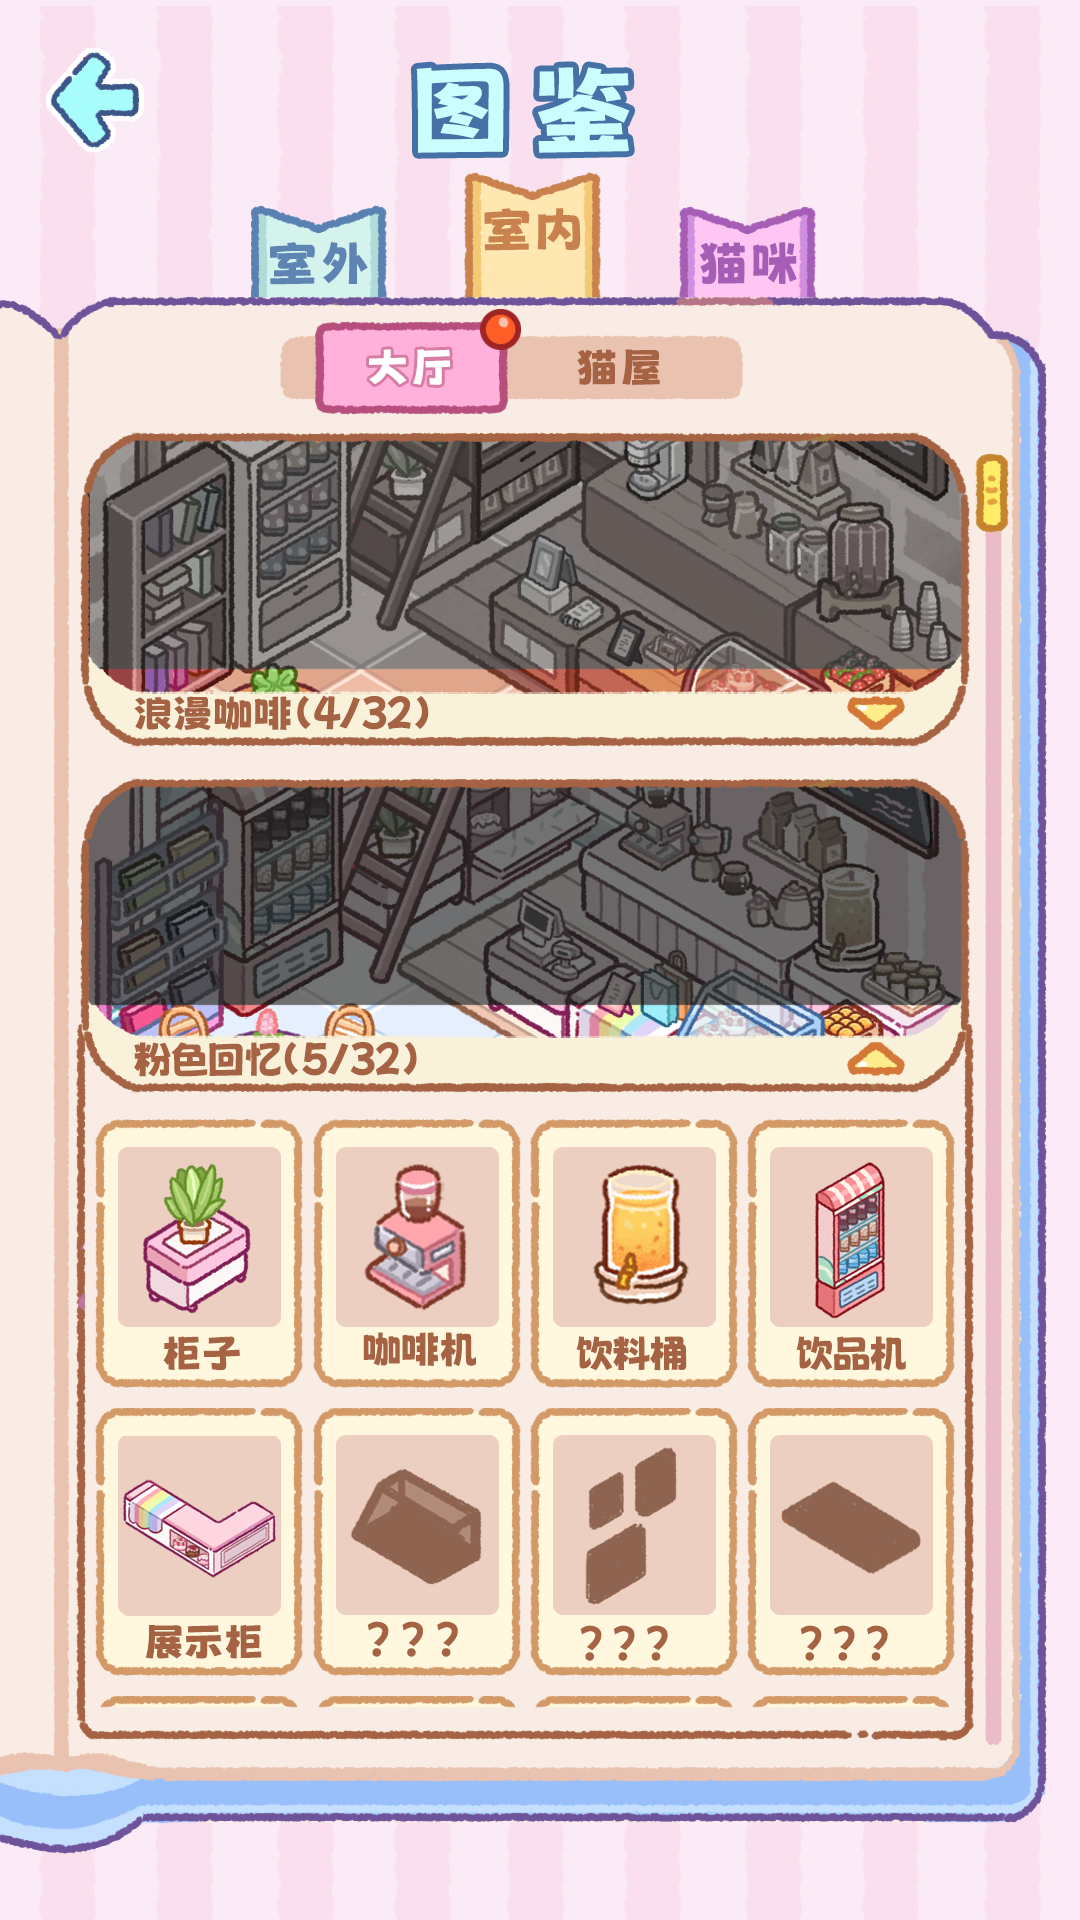 图鉴
室外
室内
猫咪
大厅
猫屋
浪漫咖啡(4/32)
粉色回忆(5/32)
柜子
咖啡机
饮料桶
饮品机
展示柜
???
???
???